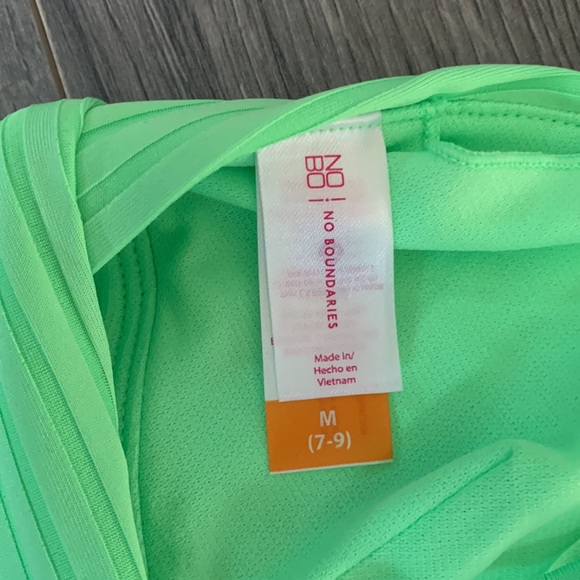 NO
BO
NO BOUNDARIES
Made in/
Hecho en
Vietnam
M
(7-9)